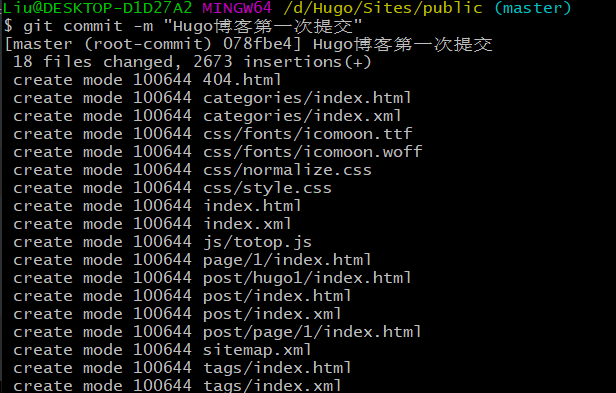 Liu@DESKTOP-D1D27A2 MINGW64 /d/Hugo/Sites/public (master)
$ git commit -m "Hugo博客第一次提交"
[master (root-commit) 078fbe4] Hugo博客第一次提交
 18 files changed, 2673 insertions(+)
 create mode 100644 404.html
 create mode 100644 categories/index.html
 create mode 100644 categories/index.xml
 create mode 100644 css/fonts/icomoon.ttf
 create mode 100644 css/fonts/icomoon.woff
 create mode 100644 css/normalize.css
 create mode 100644 css/style.css
 create mode 100644 index.html
 create mode 100644 index.xml
 create mode 100644 js/totop.js
 create mode 100644 page/1/index.html
 create mode 100644 post/hugo1/index.html
 create mode 100644 post/index.html
 create mode 100644 post/index.xml
 create mode 100644 post/page/1/index.html
 create mode 100644 sitemap.xml
 create mode 100644 tags/index.html
 create mode 100644 tags/index.xml